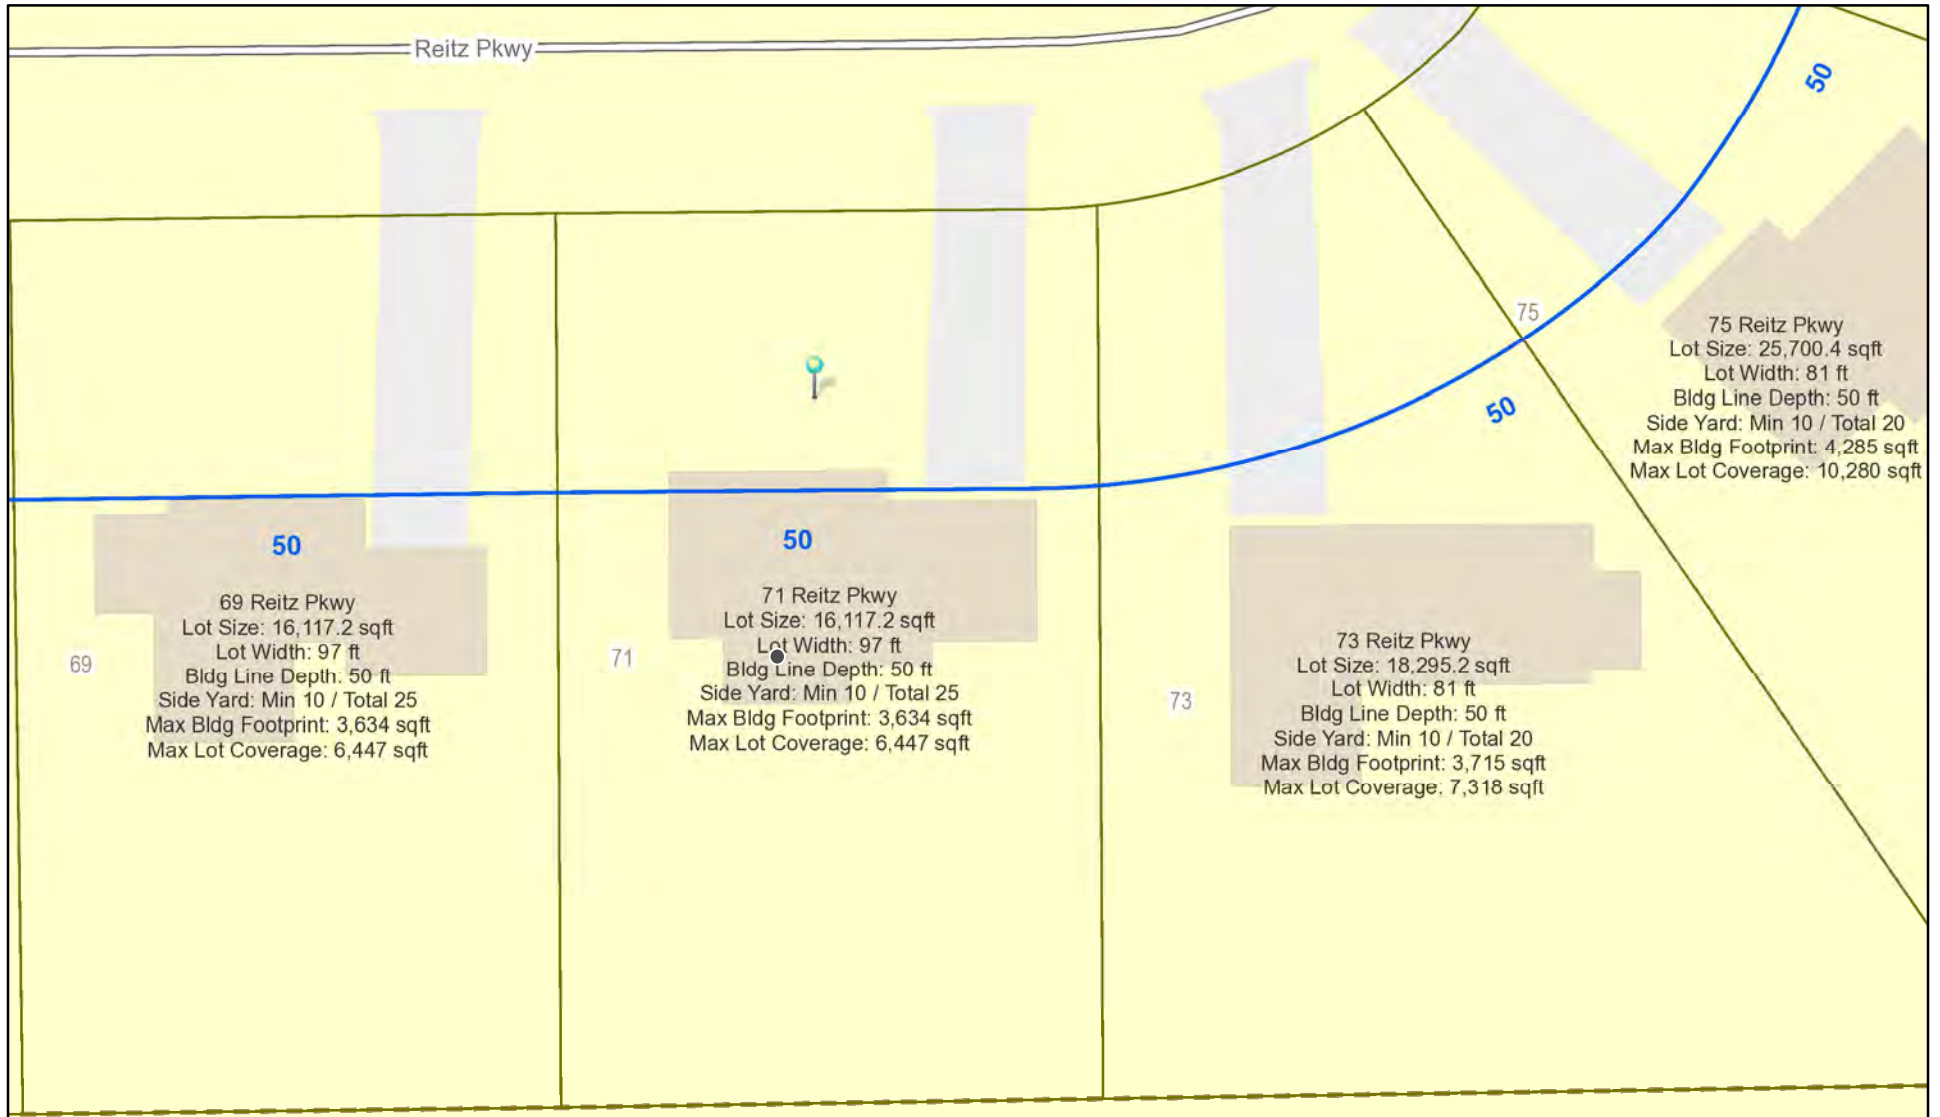 Reitz Pkwy
50
75
75 Reitz Pkwy
Lot Size: 25,700.4 sqft
Lot Width: 81 ft
Bldg Line Depth: 50 ft
Side Yard: Min 10 / Total 20
Max Bldg Footprint: 4,285 sqft
Max Lot Coverage: 10,280 sqft
50
50
69 Reitz Pkwy
Lot Size: 16,117.2 sqft
Lot Width: 97 ft
Bldg Line Depth: 50 ft
Side Yard: Min 10 / Total 25
Max Bldg Footprint: 3,634 sqft
Max Lot Coverage: 6,447 sqft
69
50
71 Reitz Pkwy
Lot Size: 16,117.2 sqft
Lot Width: 97 ft
Bldg Line Depth: 50 ft
Side Yard: Min 10 / Total 25
Max Bldg Footprint: 3,634 sqft
Max Lot Coverage: 6,447 sqft
71
73 Reitz Pkwy
Lot Size: 18,295.2 sqft
Lot Width: 81 ft
Bldg Line Depth: 50 ft
Side Yard: Min 10 / Total 20
Max Bldg Footprint: 3,715 sqft
Max Lot Coverage: 7,318 sqft
73